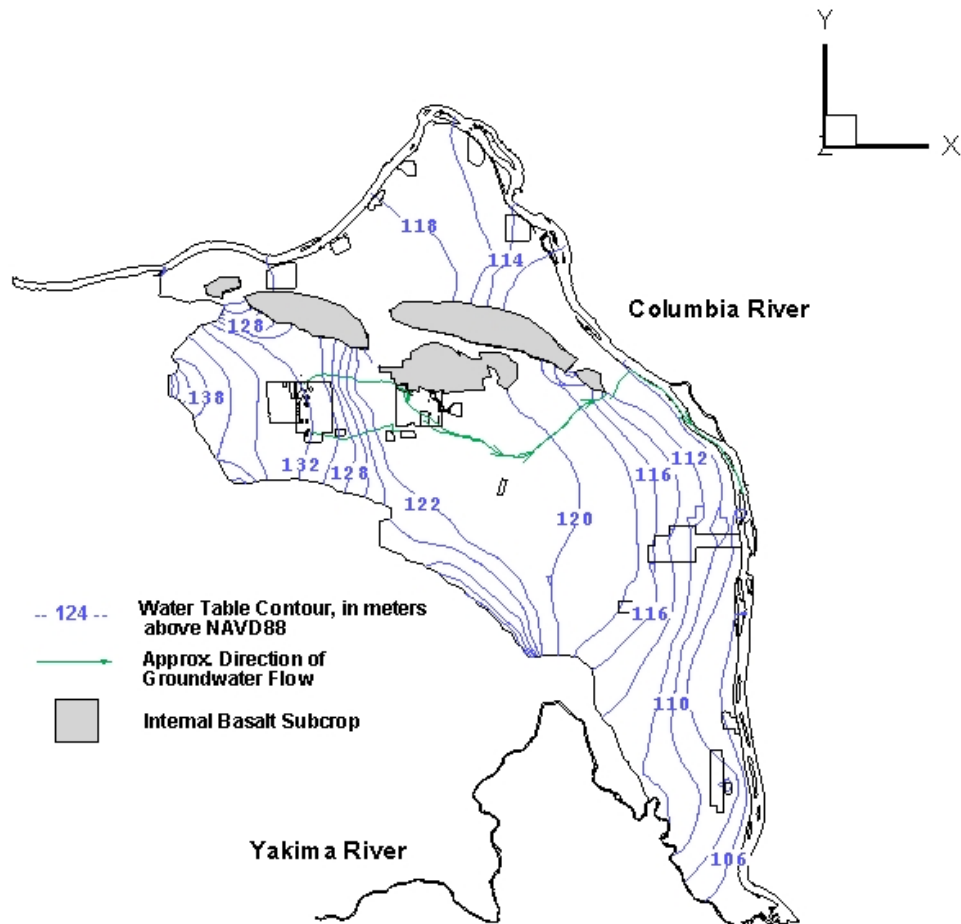 Y
X
Z
118
114
Columbia River
128
138
132
128
122
120
116
112
116
110
106
-- 124 -- Water Table Contour, in meters
above NAVD88
Approx. Direction of
Groundwater Flow
Internal Basalt Subcrop
Yakima River